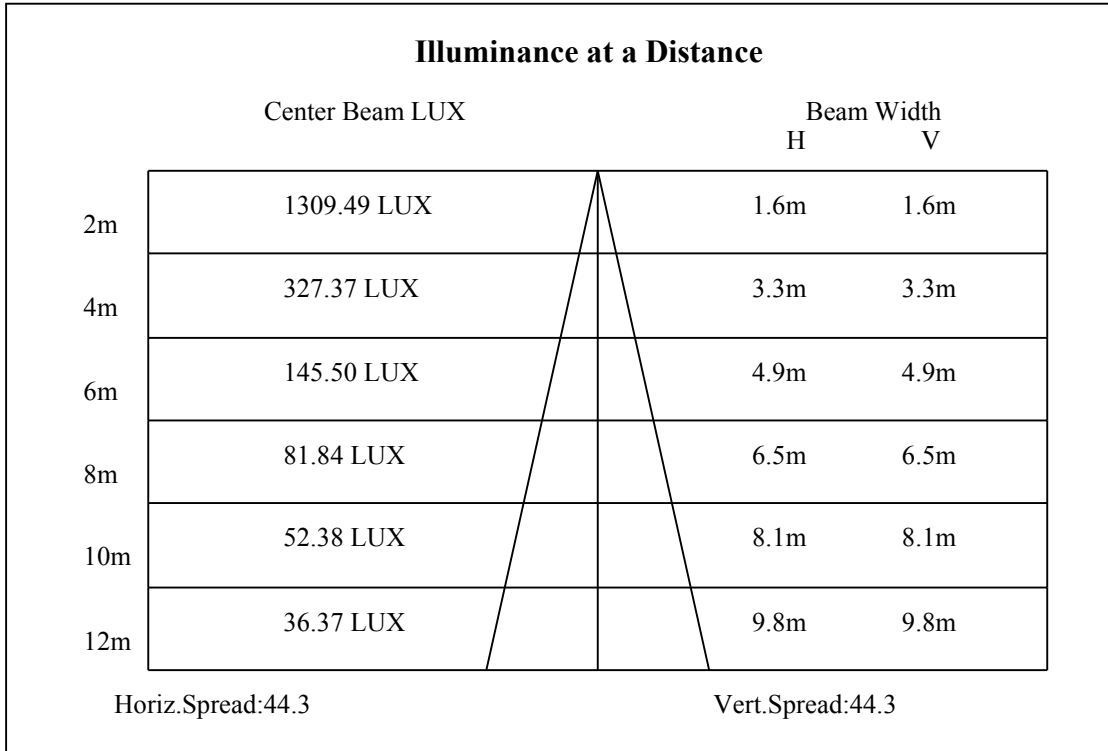 Illuminance at a Distance
Center Beam LUX Beam Width
H V
2m 1309.49 LUX 1.6m 1.6m
4m 327.37 LUX 3.3m 3.3m
6m 145.50 LUX 4.9m 4.9m
8m 81.84 LUX 6.5m 6.5m
10m 52.38 LUX 8.1m 8.1m
12m 36.37 LUX 9.8m 9.8m
Horiz.Spread:44.3 Vert.Spread:44.3